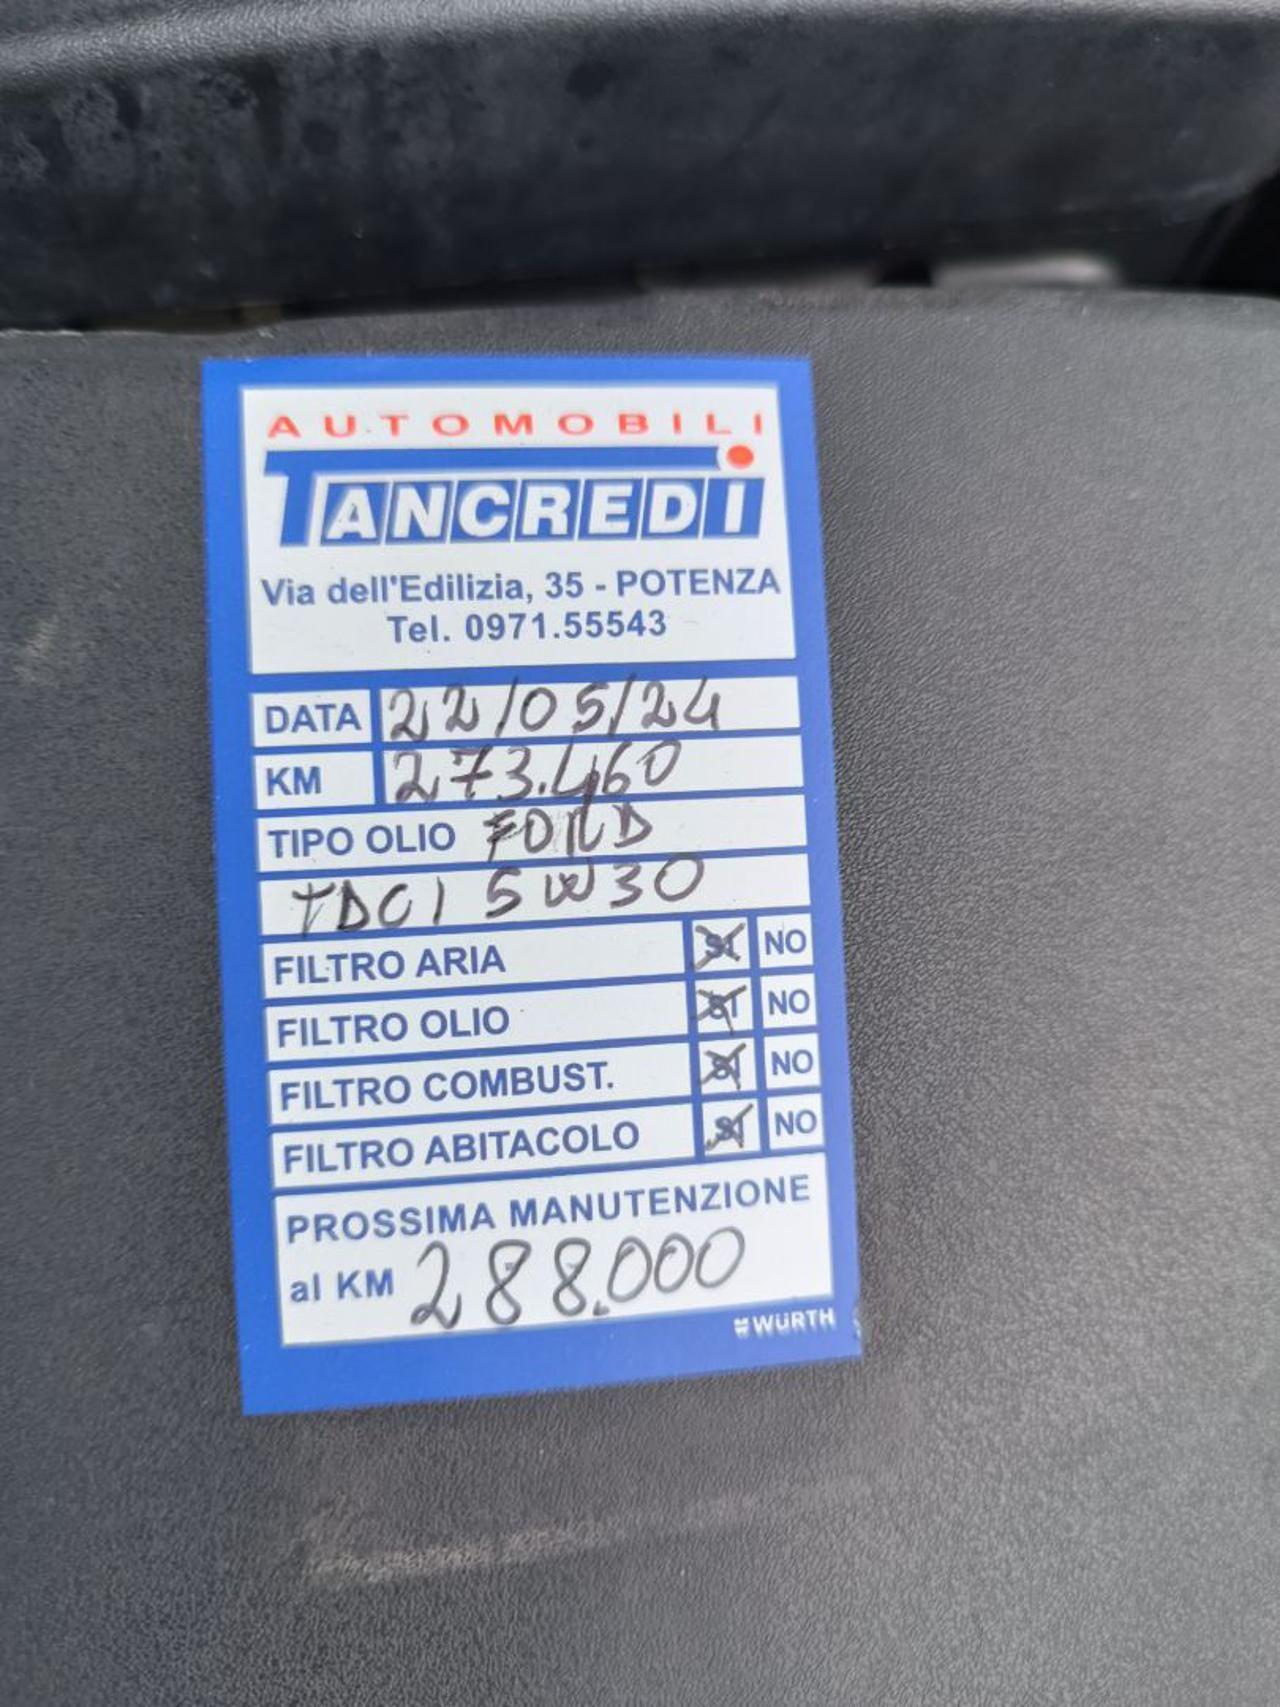 AUTOMOBILI
TANCREDI
Via dell'Edilizia, 35 - POTENZA
Tel. 0971.55543
DATA 22/05/24
KM 273.460
TIPO OLIO FORD
TDCI 5W30
FILTRO ARIA SI NO
FILTRO OLIO SI NO
FILTRO COMBUST. SI NO
FILTRO ABITACOLO SI NO
PROSSIMA MANUTENZIONE
al KM 288.000
WÜRTH